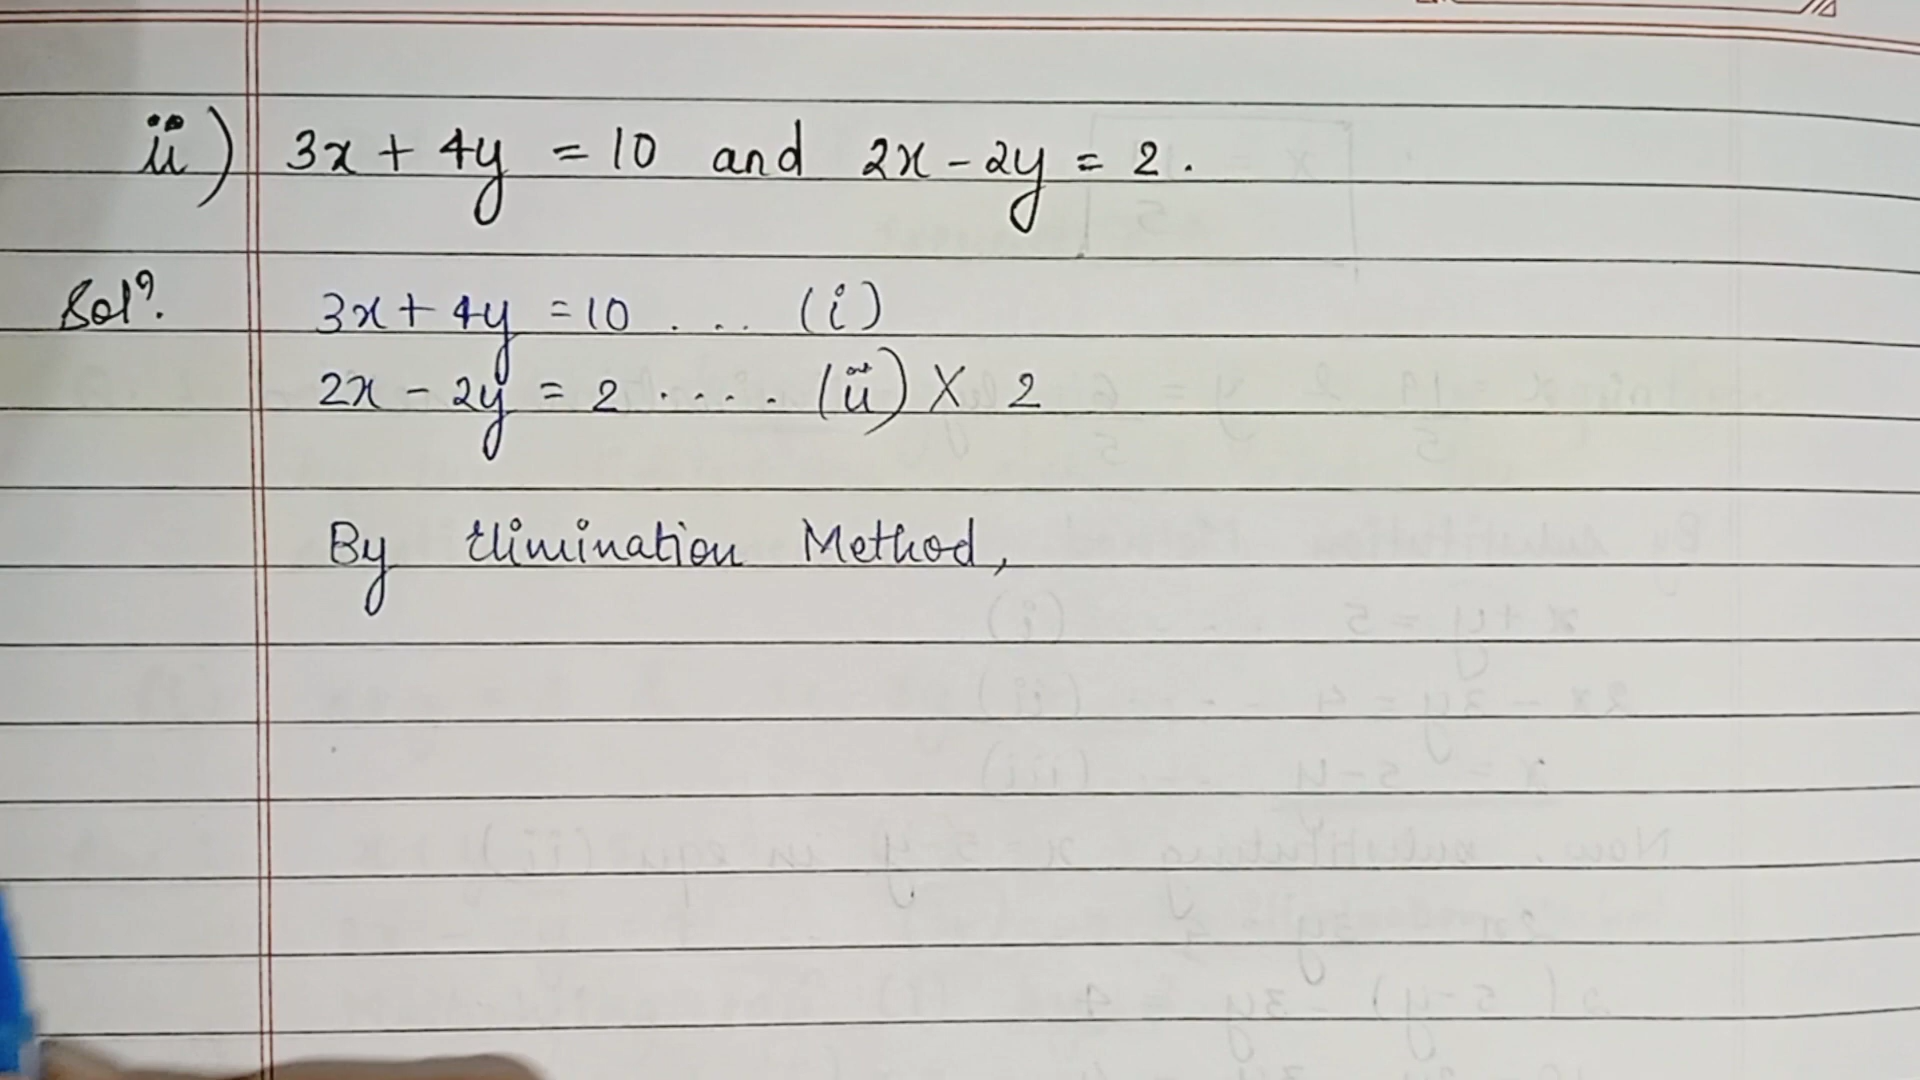 ii) 3x + 4y = 10 and 2x - 2y = 2.
Solⁿ. 3x + 4y = 10 .... (i)
2x - 2y = 2 ..... (ii) X 2
By Elimination Method,